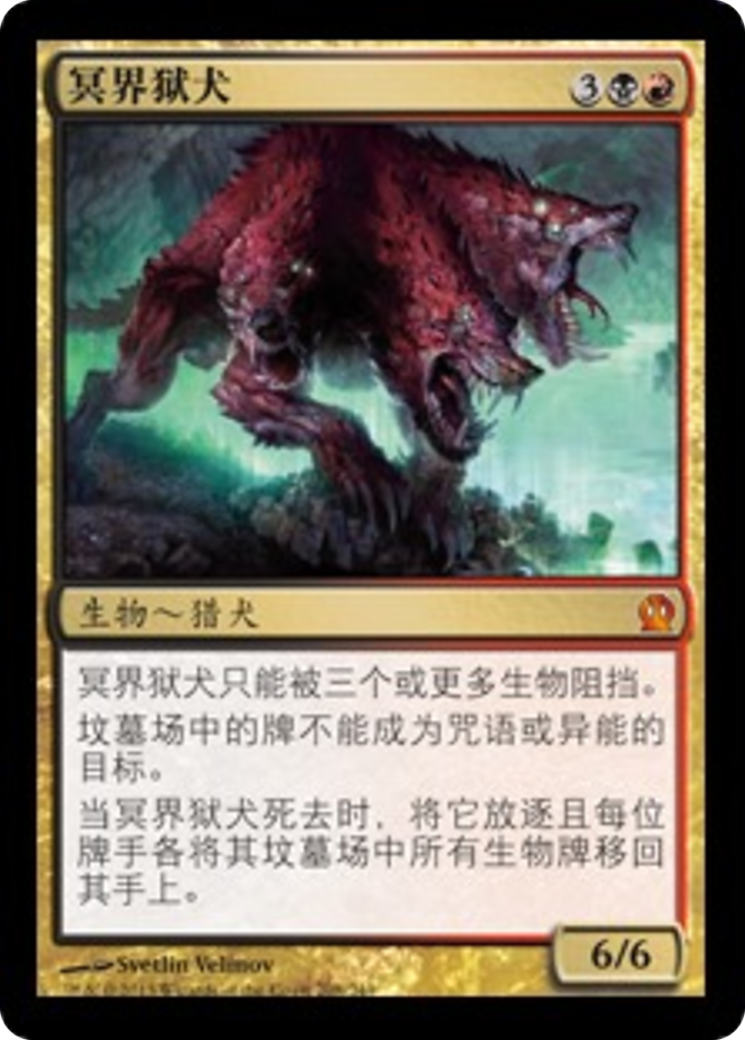 冥界狱犬
3
生物～猎犬
冥界狱犬只能被三个或更多生物阻挡。
坟墓场中的牌不能成为咒语或异能的
目标。
当冥界狱犬死去时，将它放逐且每位
牌手各将其坟墓场中所有生物牌移回
其手上。
6/6
Svetlin Velinov